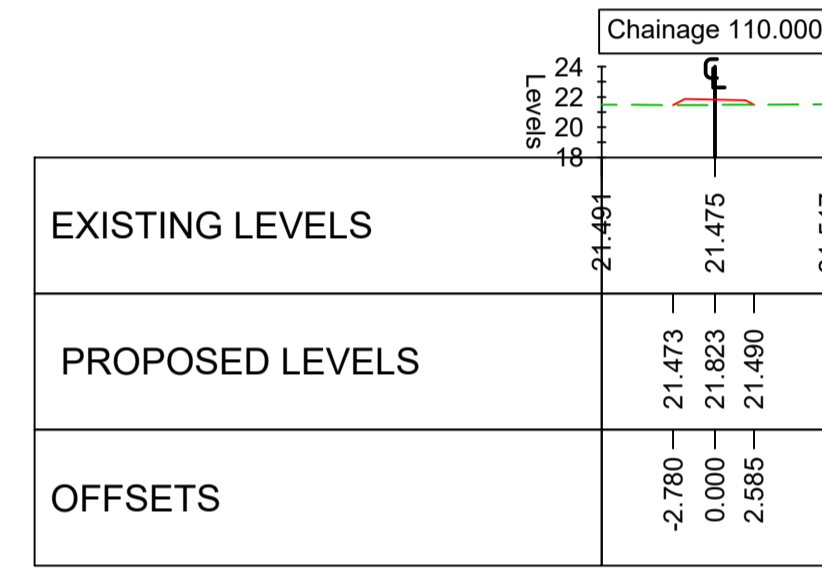 Chainage 110.000
24
22
20
18
Levels
℄
EXISTING LEVELS
21.491
21.475
PROPOSED LEVELS
21.473
21.823
21.490
OFFSETS
-2.780
0.000
2.585